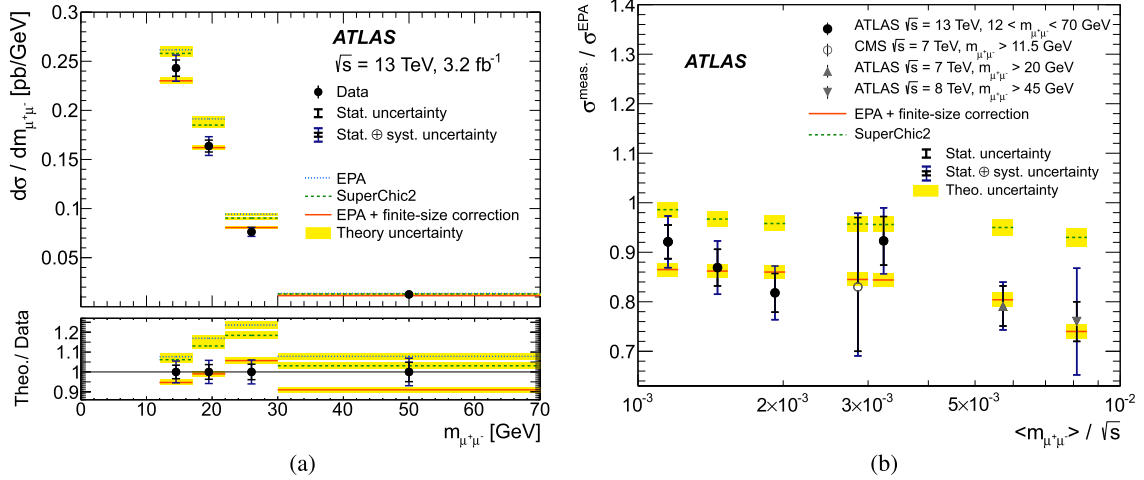 dσ / dm_μ⁺μ⁻ [pb/GeV]
0.3
0.25
0.2
0.15
0.1
0.05
ATLAS
√s = 13 TeV, 3.2 fb⁻¹
Data
Stat. uncertainty
Stat. ⊕ syst. uncertainty
EPA
SuperChic2
EPA + finite-size correction
Theory uncertainty
Theo./ Data
1.2
1.1
1
0.9
0 10 20 30 40 50 60 70
m_μ⁺μ⁻ [GeV]
(a)
σ^meas. / σ^EPA
1.4
1.3
1.2
1.1
1
0.9
0.8
0.7
ATLAS
ATLAS √s = 13 TeV, 12 < m_μ⁺μ⁻ < 70 GeV
CMS √s = 7 TeV, m_μ⁺μ⁻ > 11.5 GeV
ATLAS √s = 7 TeV, m_μ⁺μ⁻ > 20 GeV
ATLAS √s = 8 TeV, m_μ⁺μ⁻ > 45 GeV
EPA + finite-size correction
SuperChic2
Stat. uncertainty
Stat. ⊕ syst. uncertainty
Theo. uncertainty
10⁻³ 2×10⁻³ 3×10⁻³ 5×10⁻³ 10⁻²
<m_μ⁺μ⁻> / √s
(b)